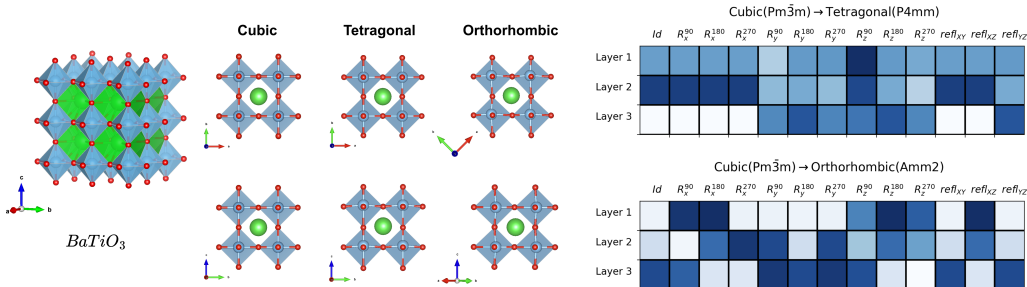 Cubic
Tetragonal
Orthorhombic
c
a
b
BaTiO₃
Cubic(Pm3̄m) → Tetragonal(P4mm)
Id R_x^90 R_x^180 R_x^270 R_y^90 R_y^180 R_y^270 R_z^90 R_z^180 R_z^270 refl_XY refl_XZ refl_YZ
Layer 1
Layer 2
Layer 3
Cubic(Pm3̄m) → Orthorhombic(Amm2)
Id R_x^90 R_x^180 R_x^270 R_y^90 R_y^180 R_y^270 R_z^90 R_z^180 R_z^270 refl_XY refl_XZ refl_YZ
Layer 1
Layer 2
Layer 3